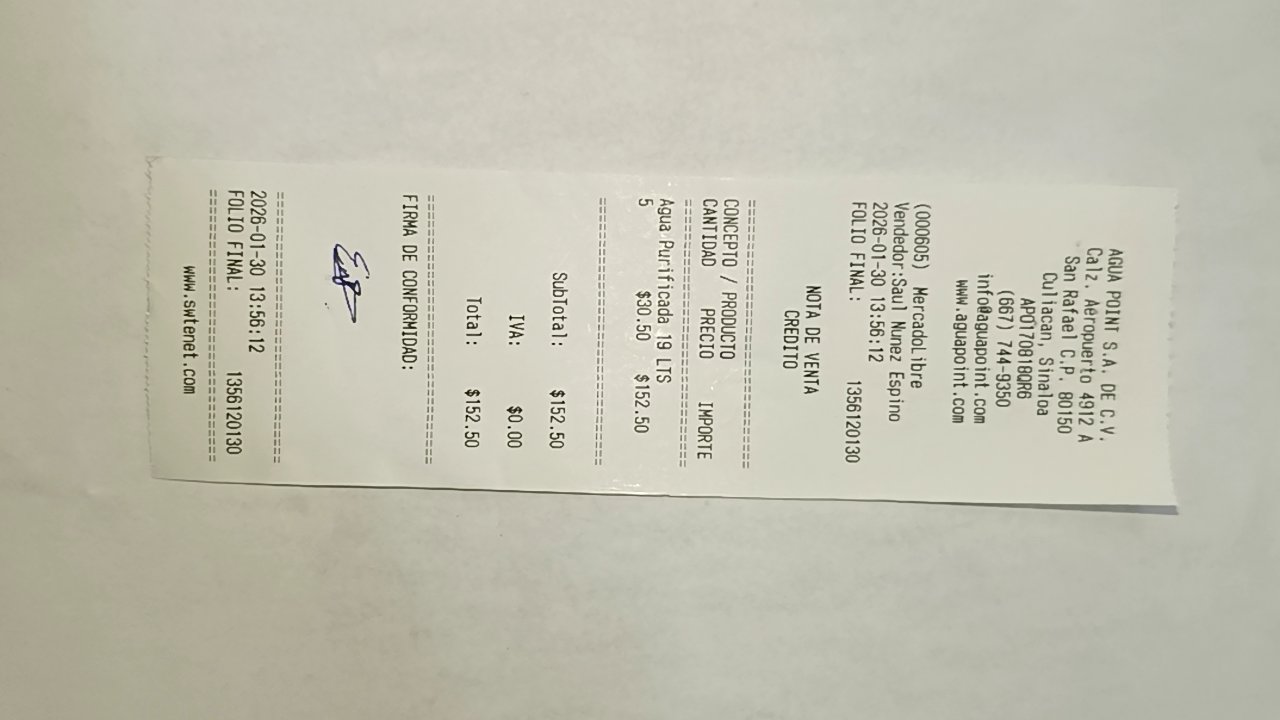 AGUA POINT S.A. DE C.V.
Calz. Aeropuerto 4912 A
San Rafael C.P. 80150
Culiacan, Sinaloa
APO170818QR6
(667) 744-9350
info@aguapoint.com
www.aguapoint.com
(000605) MercadoLibre
Vendedor:Saul Nunez Espino
2026-01-30 13:56:12
FOLIO FINAL: 1356120130
NOTA DE VENTA
CREDITO
CONCEPTO / PRODUCTO
CANTIDAD PRECIO IMPORTE
Agua Purificada 19 LTS
5 $30.50 $152.50
SubTotal: $152.50
IVA: $0.00
Total: $152.50
FIRMA DE CONFORMIDAD:
2026-01-30 13:56:12
FOLIO FINAL: 1356120130
www.swtenet.com